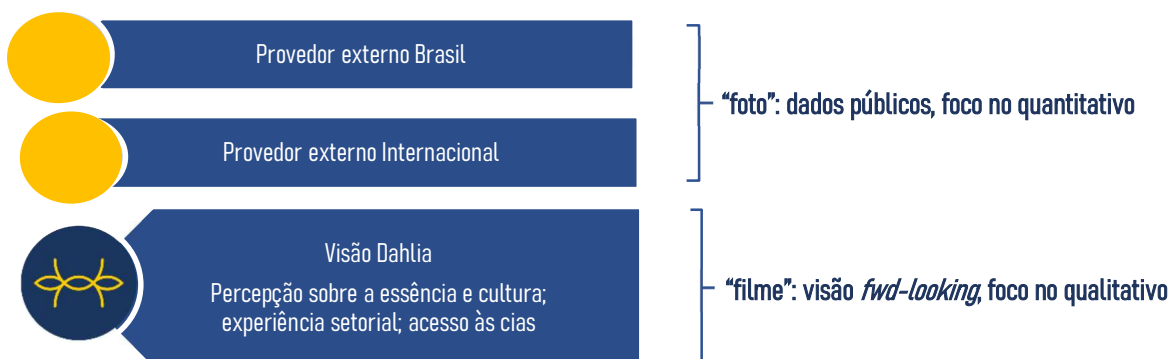 Provedor externo Brasil
“foto”: dados públicos, foco no quantitativo
Provedor externo Internacional
Visão Dahlia
Percepção sobre a essência e cultura;
experiência setorial; acesso às cias
“filme”: visão fwd-looking, foco no qualitativo